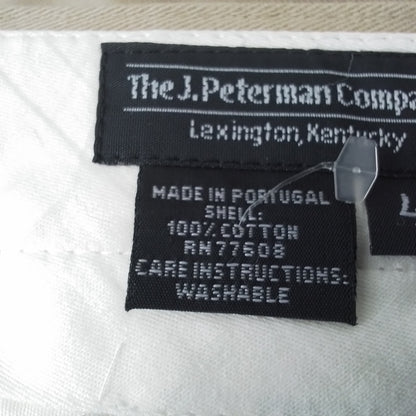 The J. Peterman Compa
Lexington, Kentucky
MADE IN PORTUGAL
SHELL:
100% COTTON
RN77608
CARE INSTRUCTIONS:
WASHABLE
L